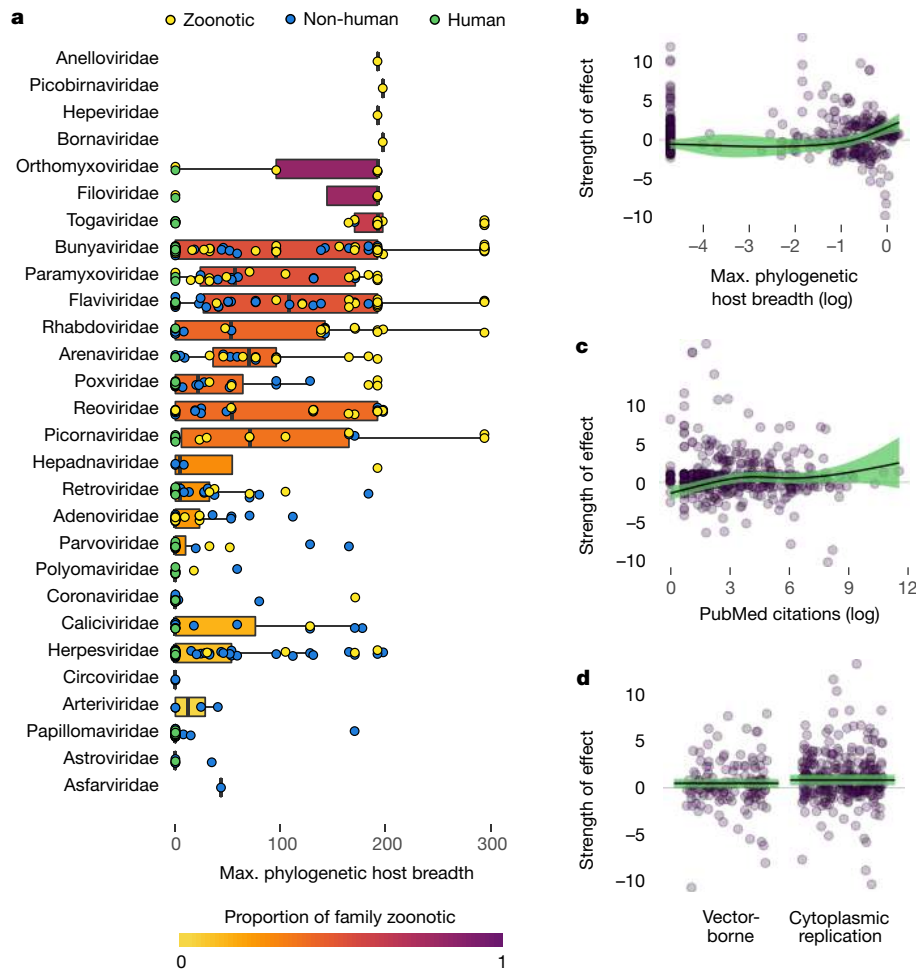 a
Zoonotic
Non-human
Human
Anelloviridae
Picobirnaviridae
Hepeviridae
Bornaviridae
Orthomyxoviridae
Filoviridae
Togaviridae
Bunyaviridae
Paramyxoviridae
Flaviviridae
Rhabdoviridae
Arenaviridae
Poxviridae
Reoviridae
Picornaviridae
Hepadnaviridae
Retroviridae
Adenoviridae
Parvoviridae
Polyomaviridae
Coronaviridae
Caliciviridae
Herpesviridae
Circoviridae
Arteriviridae
Papillomaviridae
Astroviridae
Asfarviridae
0 100 200 300
Max. phylogenetic host breadth
Proportion of family zoonotic
0 1
b
Strength of effect
10
5
0
−5
−10
−4 −3 −2 −1 0
Max. phylogenetic
host breadth (log)
c
Strength of effect
10
5
0
−5
−10
0 3 6 9 12
PubMed citations (log)
d
Strength of effect
10
5
0
−5
−10
Vector-
borne
Cytoplasmic
replication